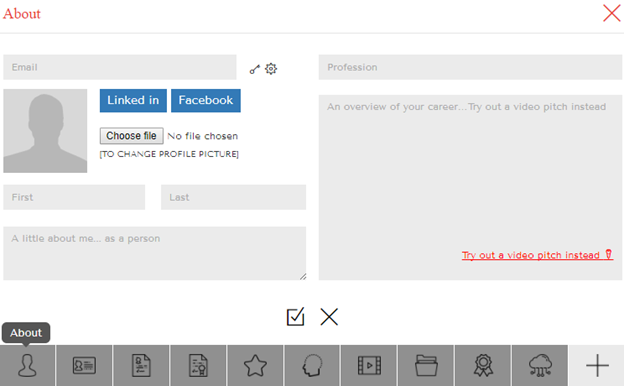 About
Email
Profession
Linked in
Facebook
An overview of your career...Try out a video pitch instead
Choose file No file chosen
[TO CHANGE PROFILE PICTURE]
First
Last
A little about me... as a person
Try out a video pitch instead
About